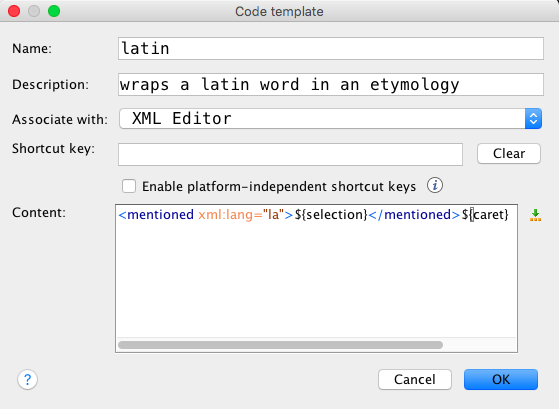 Code template
Name: latin
Description: wraps a latin word in an etymology
Associate with: XML Editor
Shortcut key: Clear
Enable platform-independent shortcut keys i
Content: <mentioned xml:lang="la">${selection}</mentioned>${caret}
? Cancel OK